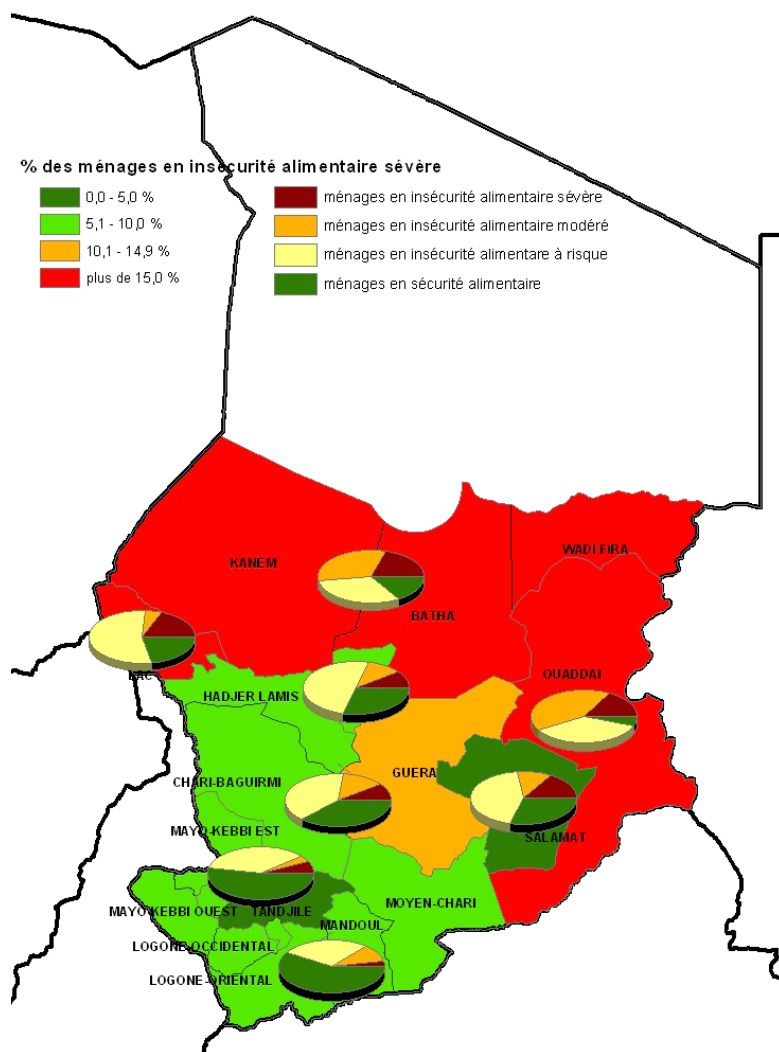 % des ménages en insécurité alimentaire sévère
0,0 - 5,0 %
5,1 - 10,0 %
10,1 - 14,9 %
plus de 15,0 %
ménages en insécurité alimentaire sévère
ménages en insécurité alimentaire modéré
ménages en insécurité alimentare à risque
ménages en sécurité alimentaire
KANEM
WADI FIRA
BATHA
LAC
OUADDAI
HADJER LAMIS
GUERA
CHARI-BAGUIRMI
MAYO-KEBBI EST
SALAMAT
MOYEN-CHARI
MAYO-KEBBI OUEST
TANDJILE
MANDOUL
LOGONE-OCCIDENTAL
LOGONE-ORIENTAL